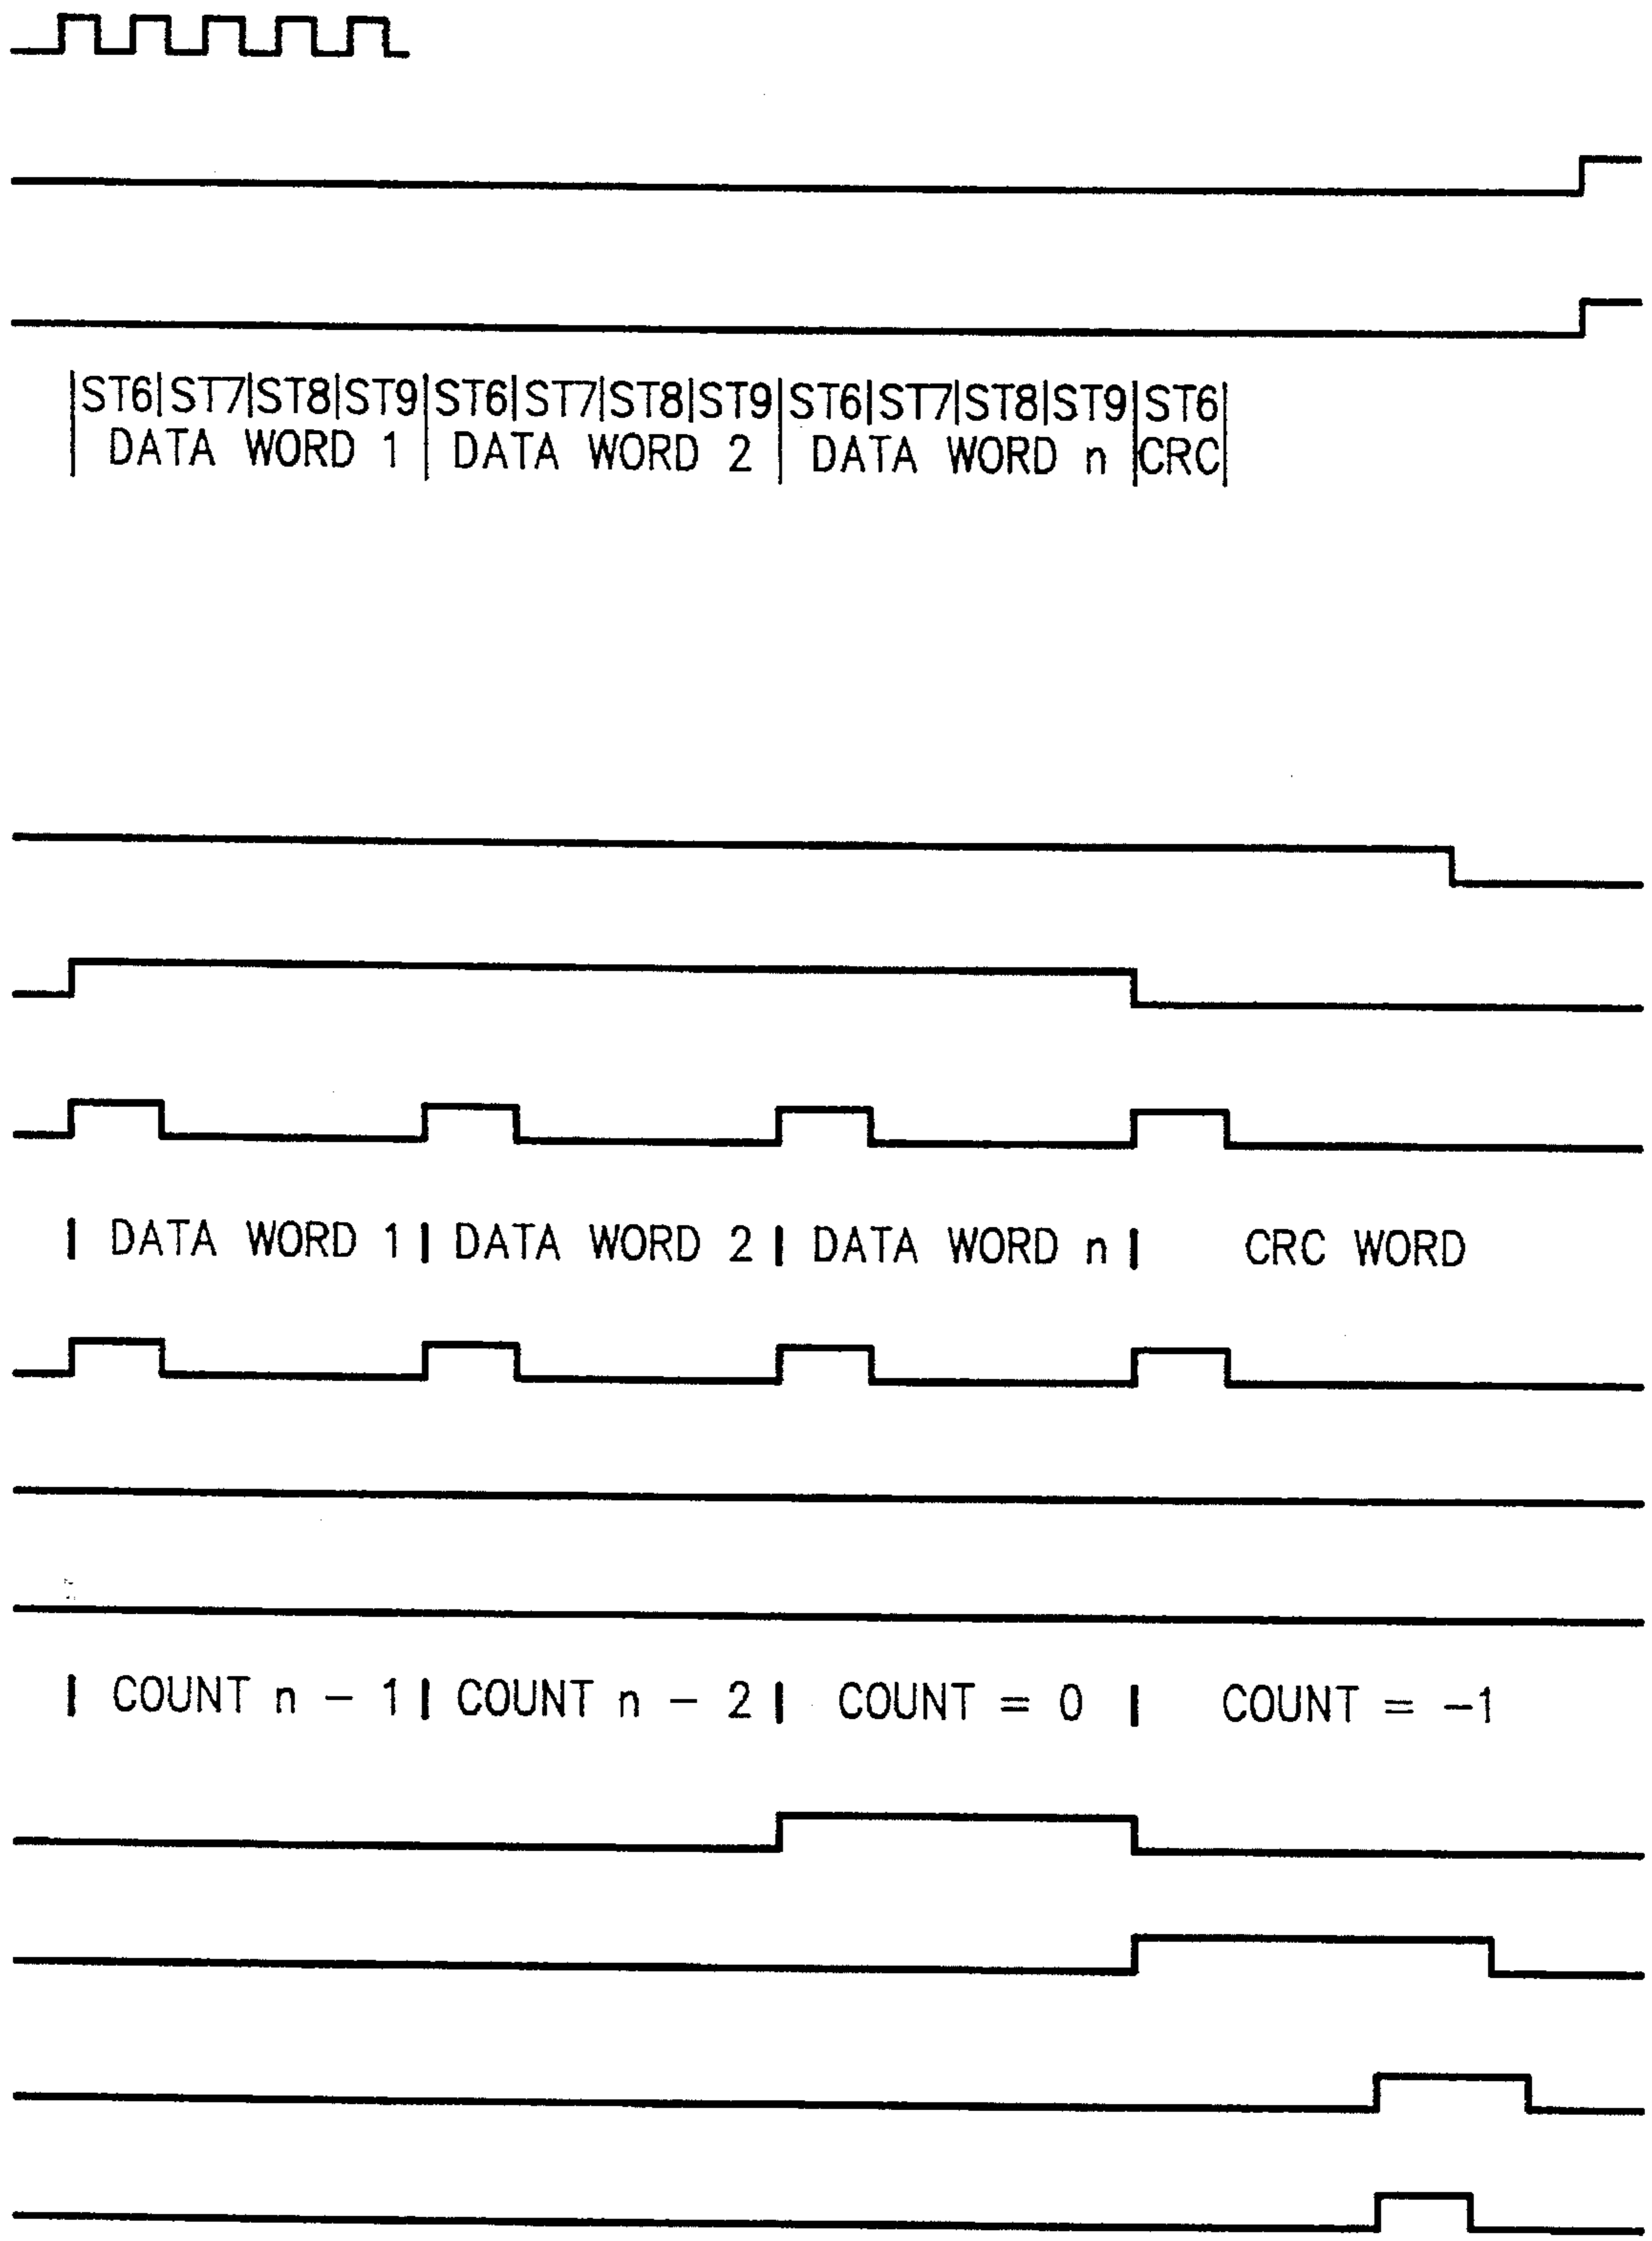 |ST6|ST7|ST8|ST9|ST6|ST7|ST8|ST9|ST6|ST7|ST8|ST9|ST6|
|DATA WORD 1|DATA WORD 2|DATA WORD n|CRC|
| DATA WORD 1 | DATA WORD 2 | DATA WORD n | CRC WORD
| COUNT n - 1 | COUNT n - 2 | COUNT = 0 | COUNT = -1